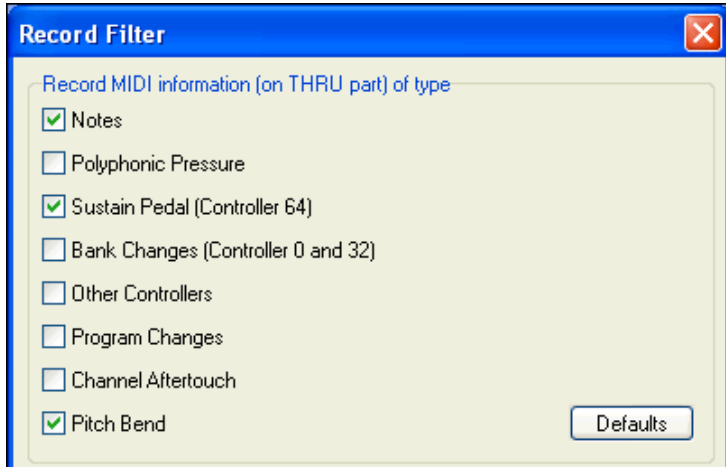 Record Filter
Record MIDI information (on THRU part) of type
Notes
Polyphonic Pressure
Sustain Pedal (Controller 64)
Bank Changes (Controller 0 and 32)
Other Controllers
Program Changes
Channel Aftertouch
Pitch Bend
Defaults